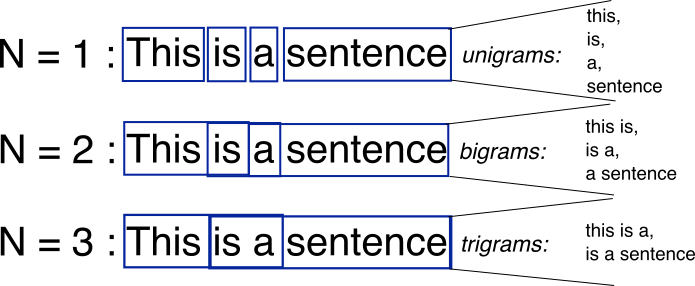 N = 1 : This is a sentence
unigrams:
this,
is,
a,
sentence
N = 2 : This is a sentence
bigrams:
this is,
is a,
a sentence
N = 3 : This is a sentence
trigrams:
this is a,
is a sentence